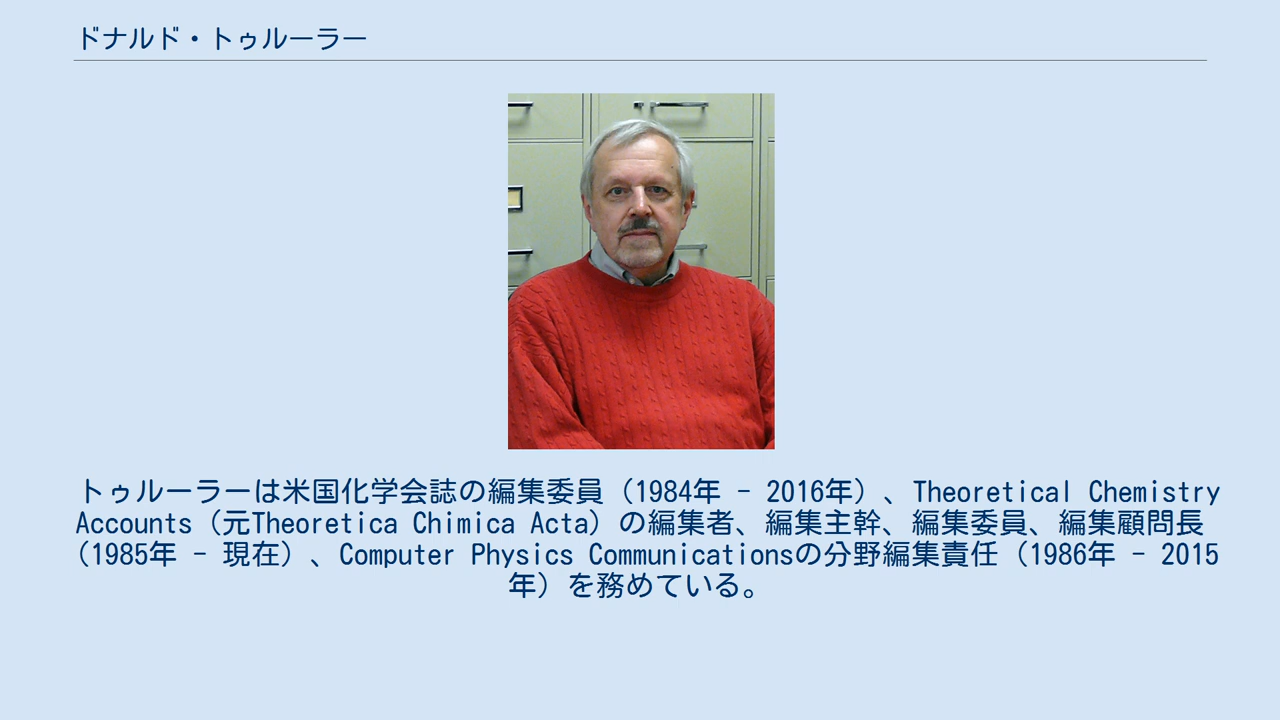 ドナルド・トゥルーラー
トゥルーラーは米国化学会誌の編集委員（1984年 - 2016年）、Theoretical Chemistry
Accounts（元Theoretica Chimica Acta）の編集者、編集主幹、編集委員、編集顧問長
（1985年 - 現在）、Computer Physics Communicationsの分野編集責任（1986年 - 2015
年）を務めている。